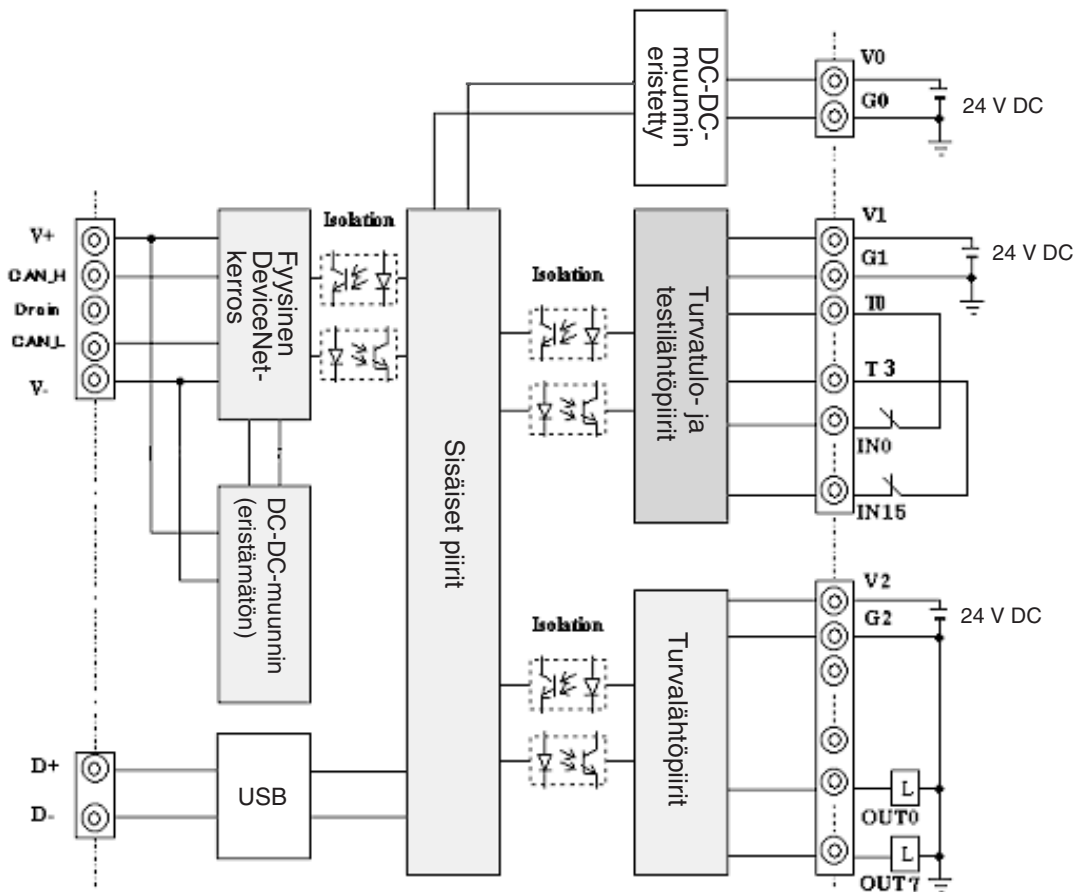 DC-DC-
muunnin
eristetty
V0
G0
24 V DC
V+
CAN_H
Drain
CAN_L
V-
Fyysinen
DeviceNet-
kerros
Isolation
DC-DC-muunnin
(eristämätön)
D+
D-
USB
Sisäiset piirit
Isolation
Turvatulo- ja
testilähtöpiirit
V1
G1
24 V DC
T0
T 3
IN0
IN15
Isolation
Turvalähtöpiirit
V2
G2
24 V DC
L
OUT0
L
OUT7